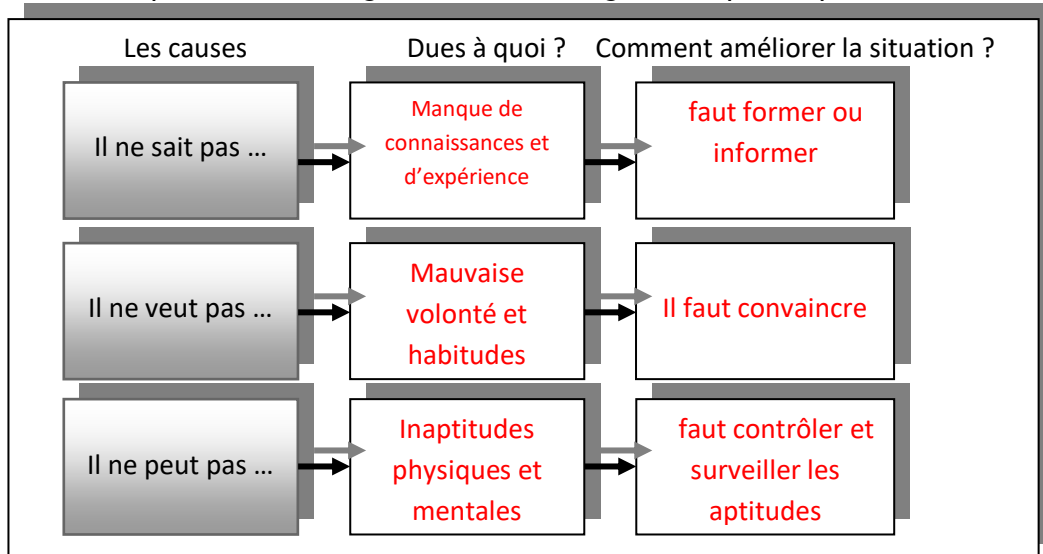 Les causes
Dues à quoi ?
Comment améliorer la situation ?
Il ne sait pas ...
Manque de
connaissances et
d'expérience
faut former ou
informer
Il ne veut pas ...
Mauvaise
volonté et
habitudes
Il faut convaincre
Il ne peut pas ...
Inaptitudes
physiques et
mentales
faut contrôler et
surveiller les
aptitudes